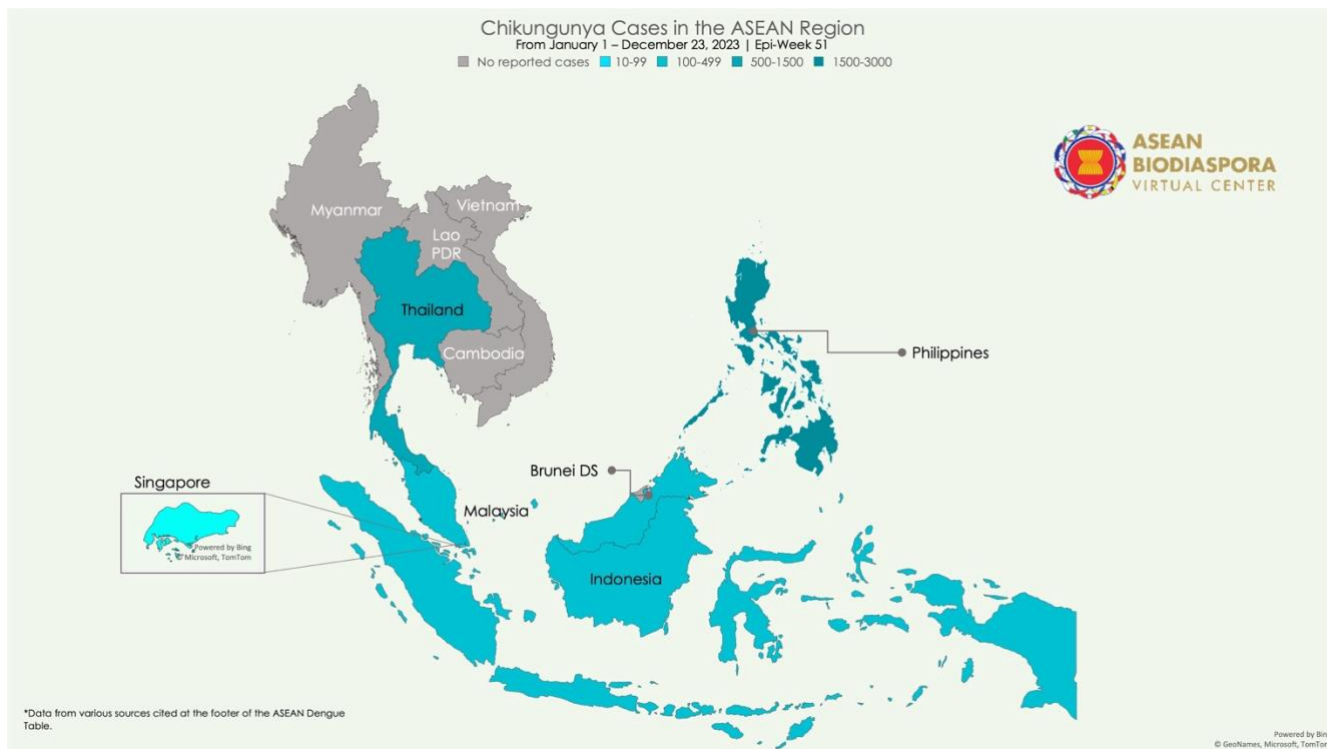 Chikungunya Cases in the ASEAN Region
From January 1 – December 23, 2023 | Epi-Week 51
No reported cases 10-99 100-499 500-1500 1500-3000
ASEAN
BIODIASPORA
VIRTUAL CENTER
Myanmar
Vietnam
Lao
PDR
Thailand
Cambodia
Philippines
Brunei DS
Singapore
Malaysia
Powered by Bing
© Microsoft, TomTom
Indonesia
*Data from various sources cited at the footer of the ASEAN Dengue
Table.
Powered by Bin
© GeoNames, Microsoft, TomTom